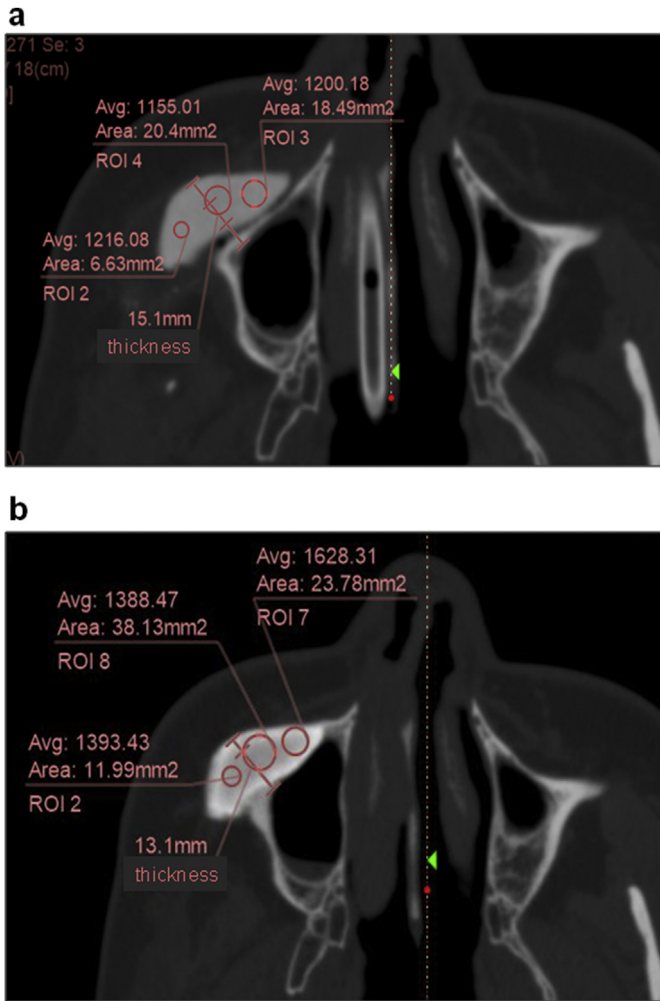 a
271 Se: 3
18(cm)
]
Avg: 1200.18
Area: 18.49mm2
ROI 3
Avg: 1155.01
Area: 20.4mm2
ROI 4
Avg: 1216.08
Area: 6.63mm2
ROI 2
15.1mm
thickness
V)
b
Avg: 1628.31
Area: 23.78mm2
ROI 7
Avg: 1388.47
Area: 38.13mm2
ROI 8
Avg: 1393.43
Area: 11.99mm2
ROI 2
13.1mm
thickness